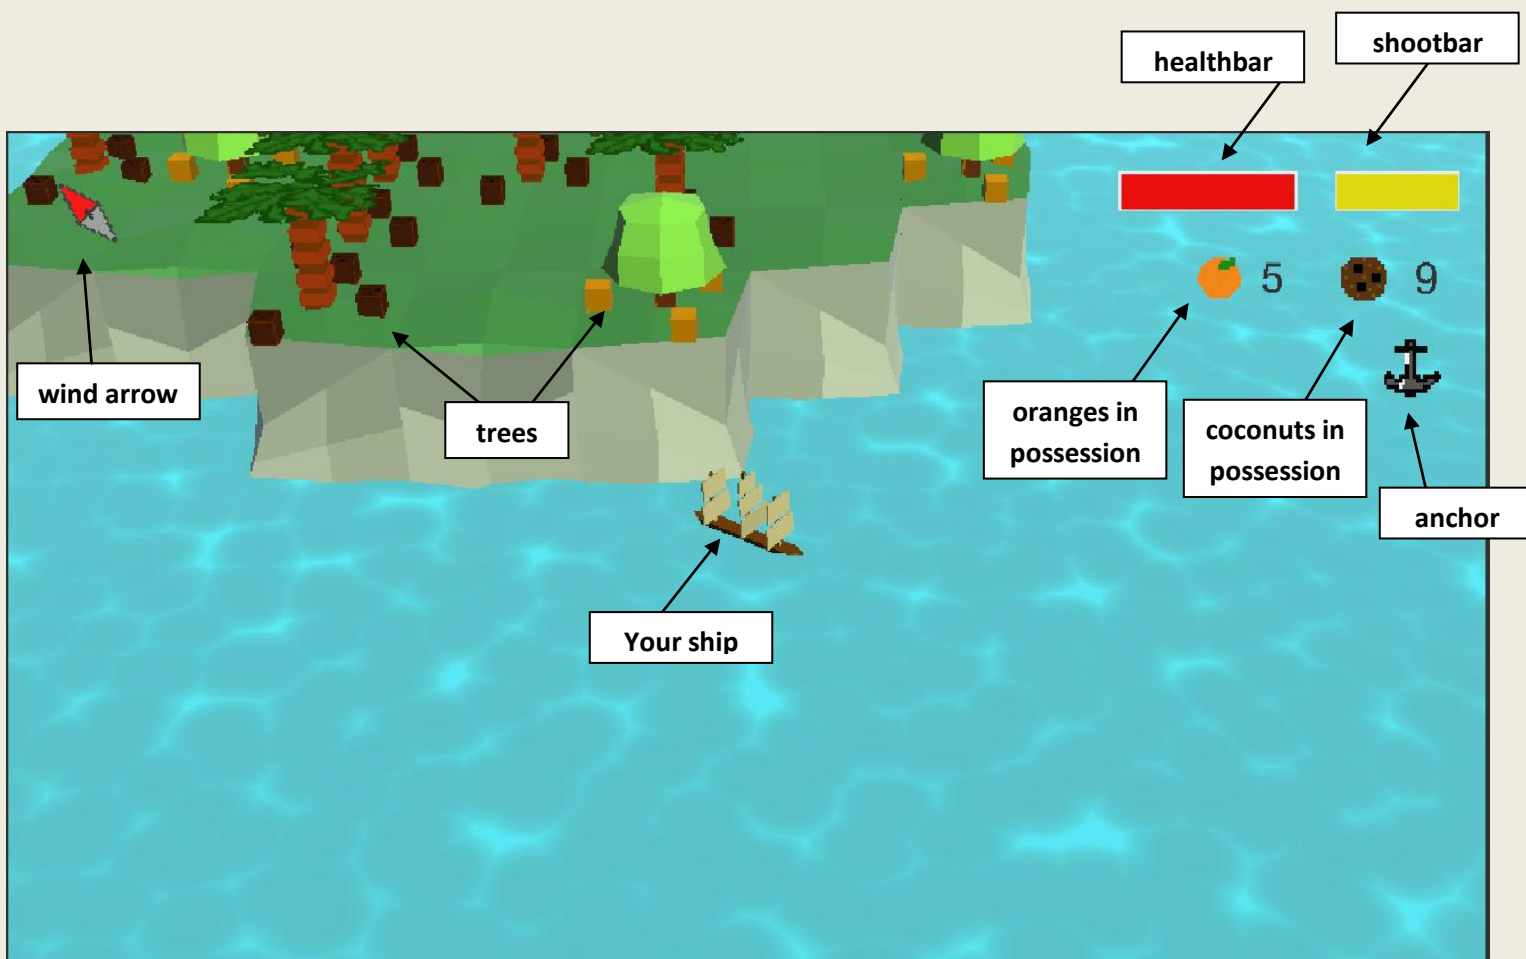 shootbar
healthbar
5
9
wind arrow
trees
oranges in
possession
coconuts in
possession
anchor
Your ship